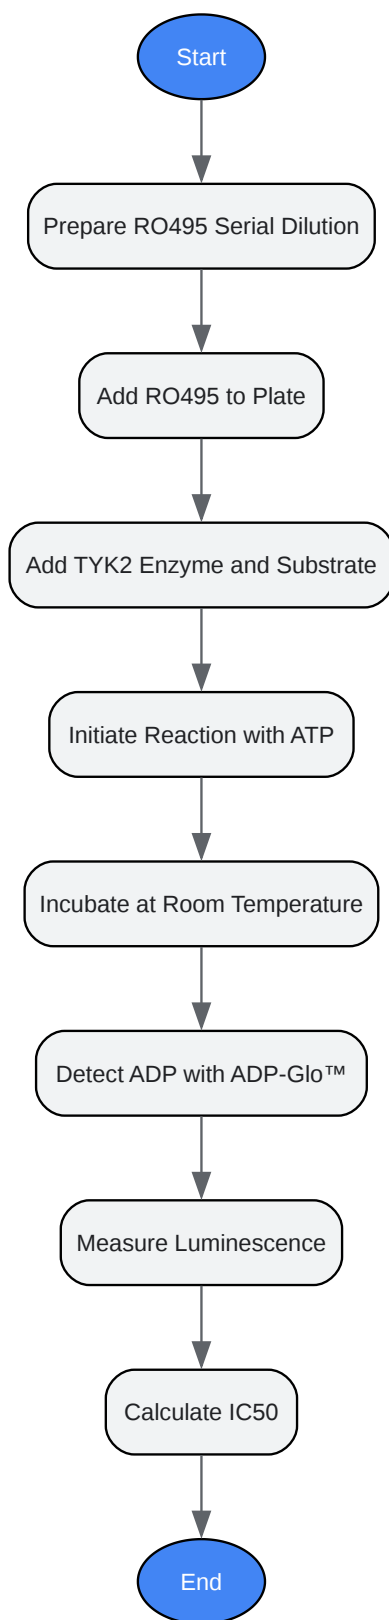 Start
Prepare RO495 Serial Dilution
Add RO495 to Plate
Add TYK2 Enzyme and Substrate
Initiate Reaction with ATP
Incubate at Room Temperature
Detect ADP with ADP-Glo™
Measure Luminescence
Calculate IC50
End